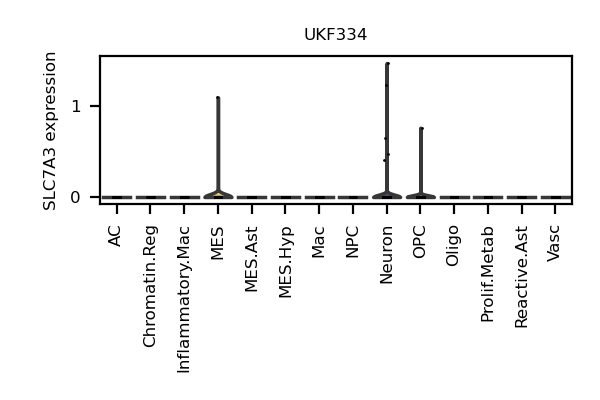 UKF334
SLC7A3 expression
1
0
AC
Chromatin.Reg
Inflammatory.Mac
MES
MES.Ast
MES.Hyp
Mac
NPC
Neuron
OPC
Oligo
Prolif.Metab
Reactive.Ast
Vasc